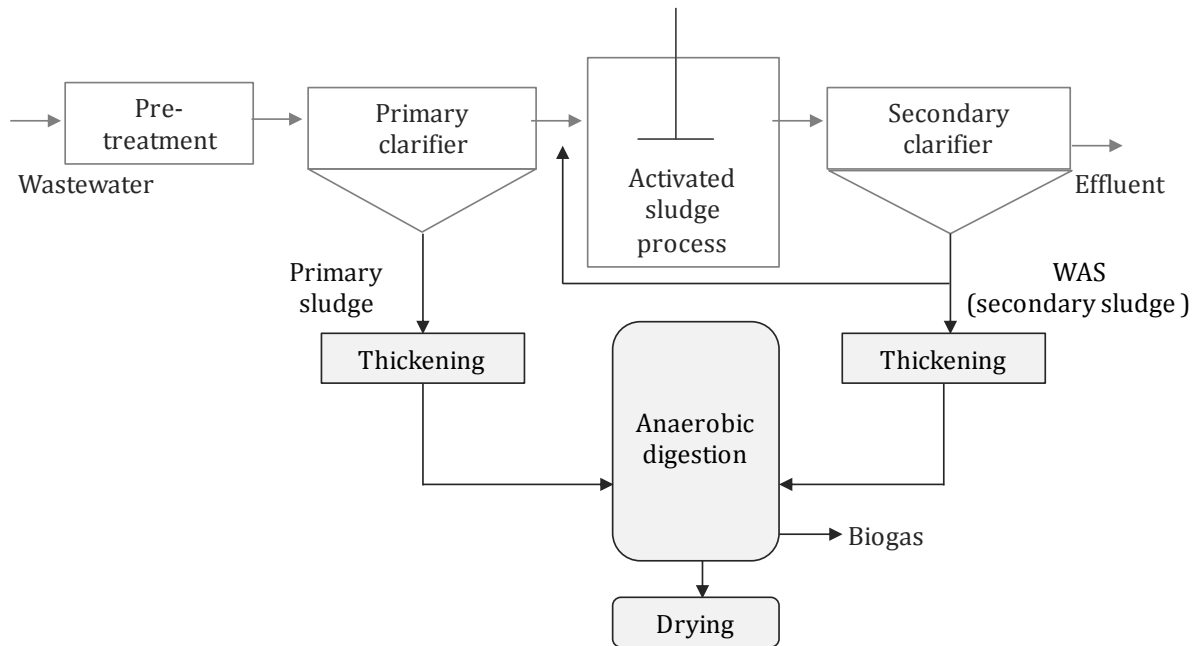 Pre-
treatment
Primary
clarifier
Secondary
clarifier
Wastewater
Activated
sludge
process
Effluent
Primary
sludge
WAS
(secondary sludge )
Thickening
Thickening
Anaerobic
digestion
Biogas
Drying